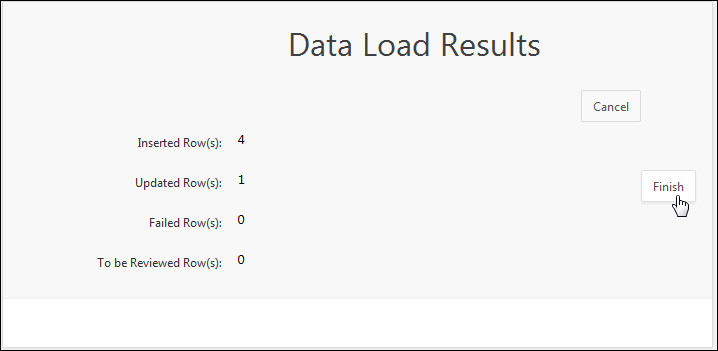 Data Load Results
Cancel
Inserted Row(s): 4
Updated Row(s): 1
Finish
Failed Row(s): 0
To be Reviewed Row(s): 0